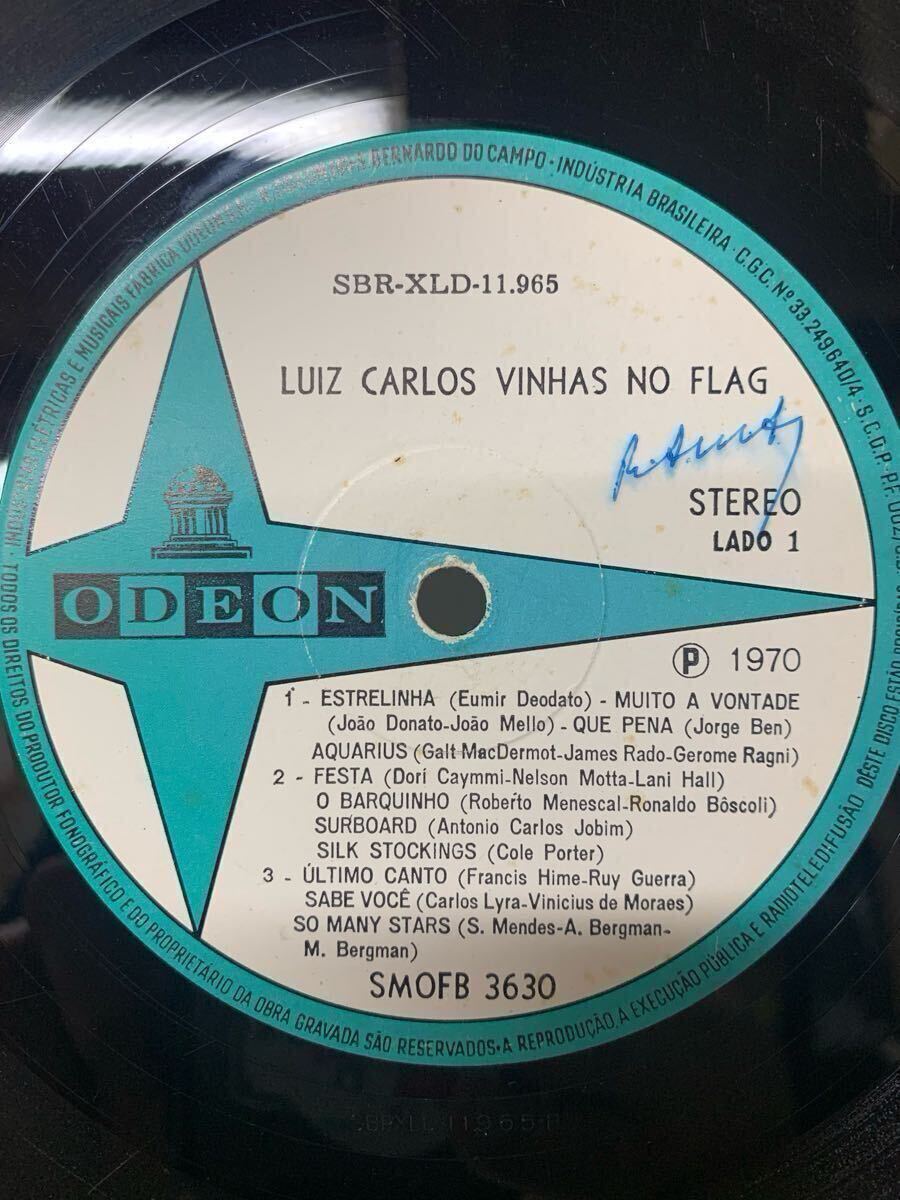 SBR-XLD-11.965
LUIZ CARLOS VINHAS NO FLAG
STEREO
LADO 1
ODEON
P 1970
1 - ESTRELINHA (Eumir Deodato) - MUITO A VONTADE
(João Donato-João Mello) - QUE PENA (Jorge Ben)
AQUARIUS (Galt MacDermot-James Rado-Gerome Ragni)
2 - FESTA (Dori Caymmi-Nelson Motta-Lani Hall)
O BARQUINHO (Roberto Menescal-Ronaldo Bôscoli)
SURBOARD (Antonio Carlos Jobim)
SILK STOCKINGS (Cole Porter)
3 - ÚLTIMO CANTO (Francis Hime-Ruy Guerra)
SABE VOCÊ (Carlos Lyra-Vinicius de Moraes)
SO MANY STARS (S. Mendes-A. Bergman-
M. Bergman)
SMOFB 3630
ELÉTRICAS E MUSICAIS FÁBRICA BERNARDO DO CAMPO · INDÚSTRIA BRASILEIRA · C.G.C. Nº 33.249.640/4 · S.C.D.P. - P.F.
· TODOS OS DIREITOS DO PRODUTOR FONOGRÁFICO E DO PROPRIETÁRIO DA OBRA GRAVADA SÃO RESERVADOS · A REPRODUÇÃO, A EXECUÇÃO PÚBLICA E RADIOTELEDIFUSÃO DÊSTE DISCO ESTÃO